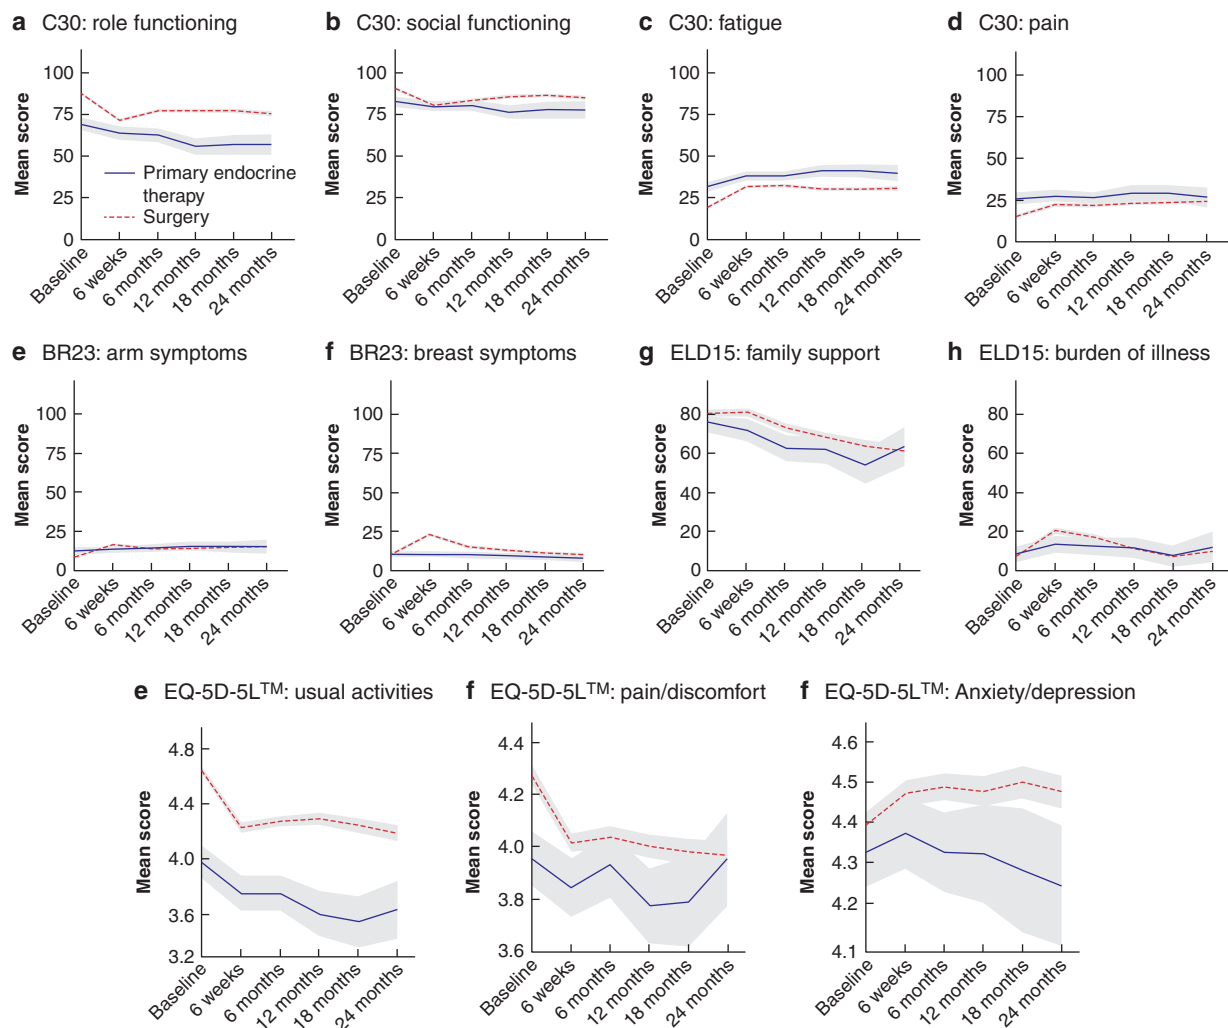 a C30: role functioning
Mean score
100
75
50
25
0
Primary endocrine
therapy
Surgery
Baseline
6 weeks
6 months
12 months
18 months
24 months
b C30: social functioning
Mean score
100
75
50
25
0
Baseline
6 weeks
6 months
12 months
18 months
24 months
c C30: fatigue
Mean score
100
75
50
25
0
Baseline
6 weeks
6 months
12 months
18 months
24 months
d C30: pain
Mean score
100
75
50
25
0
Baseline
6 weeks
6 months
12 months
18 months
24 months
e BR23: arm symptoms
Mean score
100
75
50
25
0
Baseline
6 weeks
6 months
12 months
18 months
24 months
f BR23: breast symptoms
Mean score
100
75
50
25
0
Baseline
6 weeks
6 months
12 months
18 months
24 months
g ELD15: family support
Mean score
80
60
40
20
0
Baseline
6 weeks
6 months
12 months
18 months
24 months
h ELD15: burden of illness
Mean score
80
60
40
20
0
Baseline
6 weeks
6 months
12 months
18 months
24 months
e EQ-5D-5L™: usual activities
Mean score
4.8
4.4
4.0
3.6
3.2
Baseline
6 weeks
6 months
12 months
18 months
24 months
f EQ-5D-5L™: pain/discomfort
Mean score
4.4
4.2
4.0
3.8
3.6
Baseline
6 weeks
6 months
12 months
18 months
24 months
f EQ-5D-5L™: Anxiety/depression
Mean score
4.6
4.5
4.4
4.3
4.2
4.1
Baseline
6 weeks
6 months
12 months
18 months
24 months